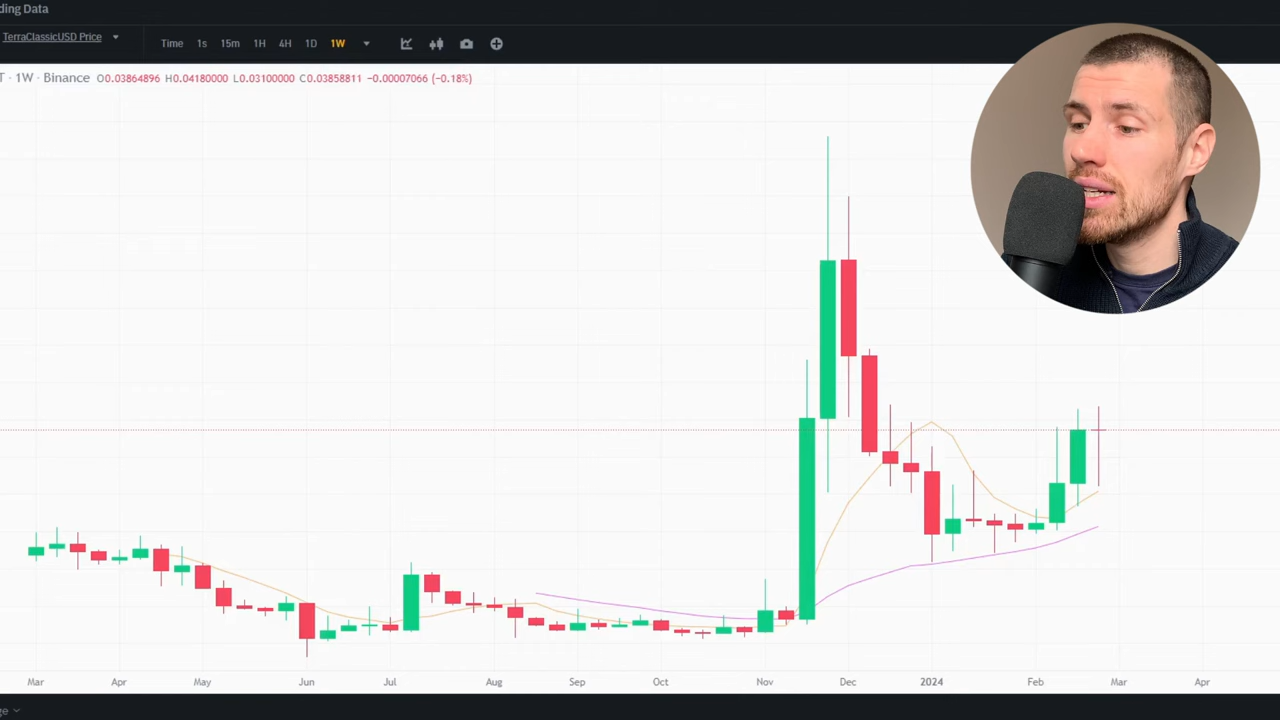 ding Data
TerraClassicUSD Price
Time 1s 15m 1H 4H 1D 1W
T · 1W · Binance O0.03864896 H0.04180000 L0.03100000 C0.03858811 −0.00007066 (−0.18%)
Mar Apr May Jun Jul Aug Sep Oct Nov Dec 2024 Feb Mar Apr
ge